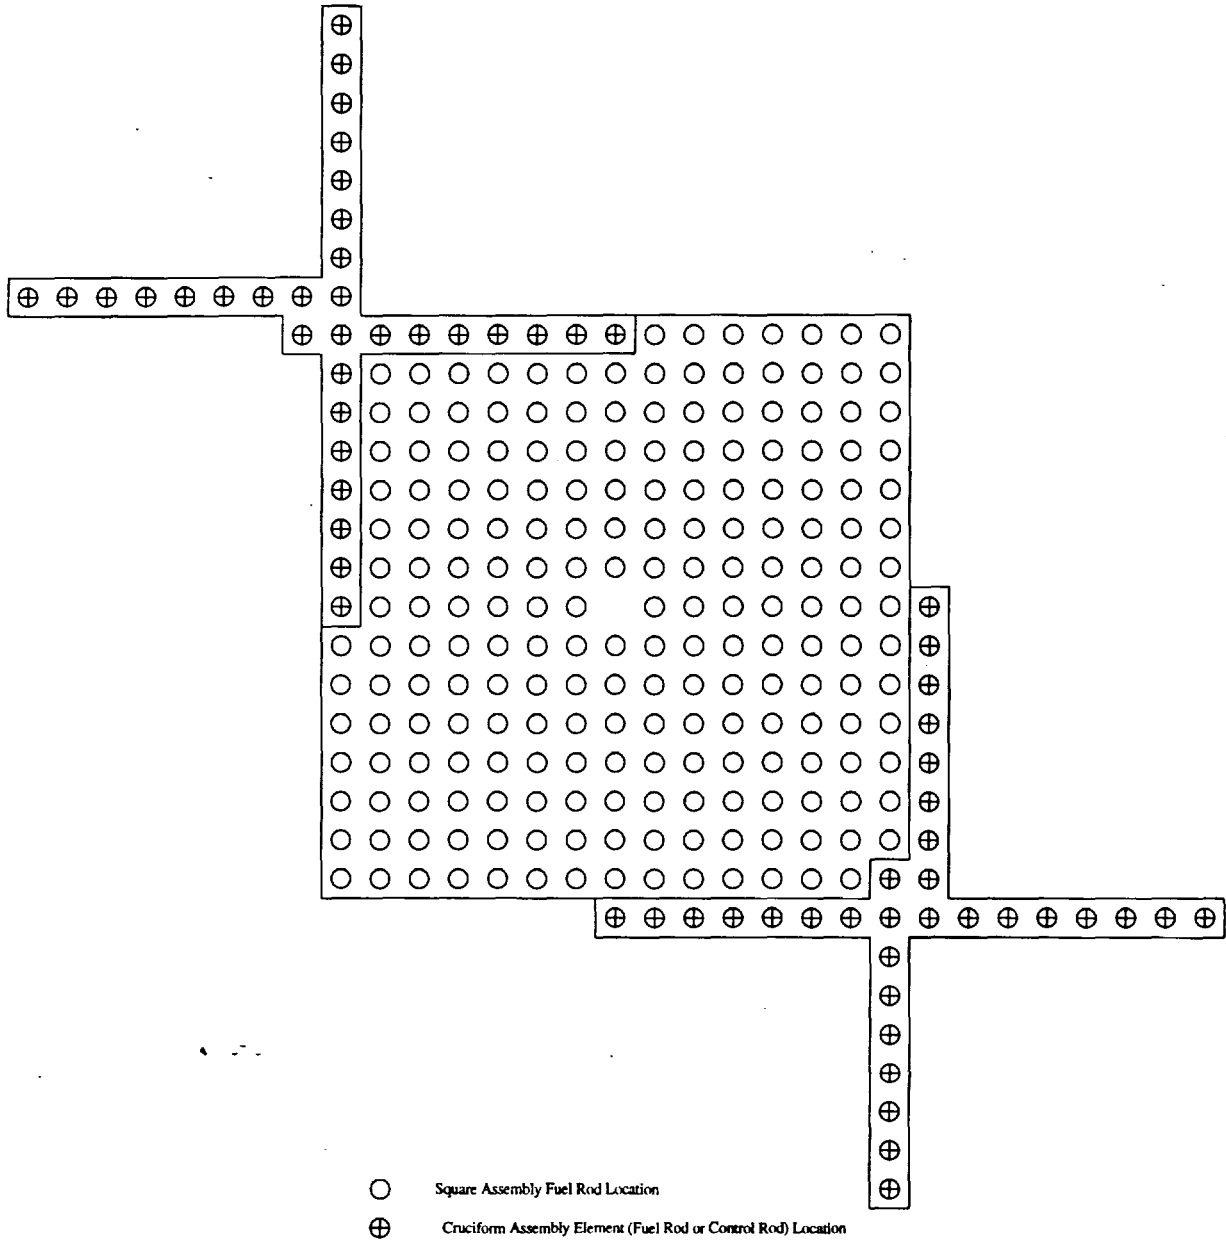 Square Assembly Fuel Rod Location
Cruciform Assembly Element (Fuel Rod or Control Rod) Location